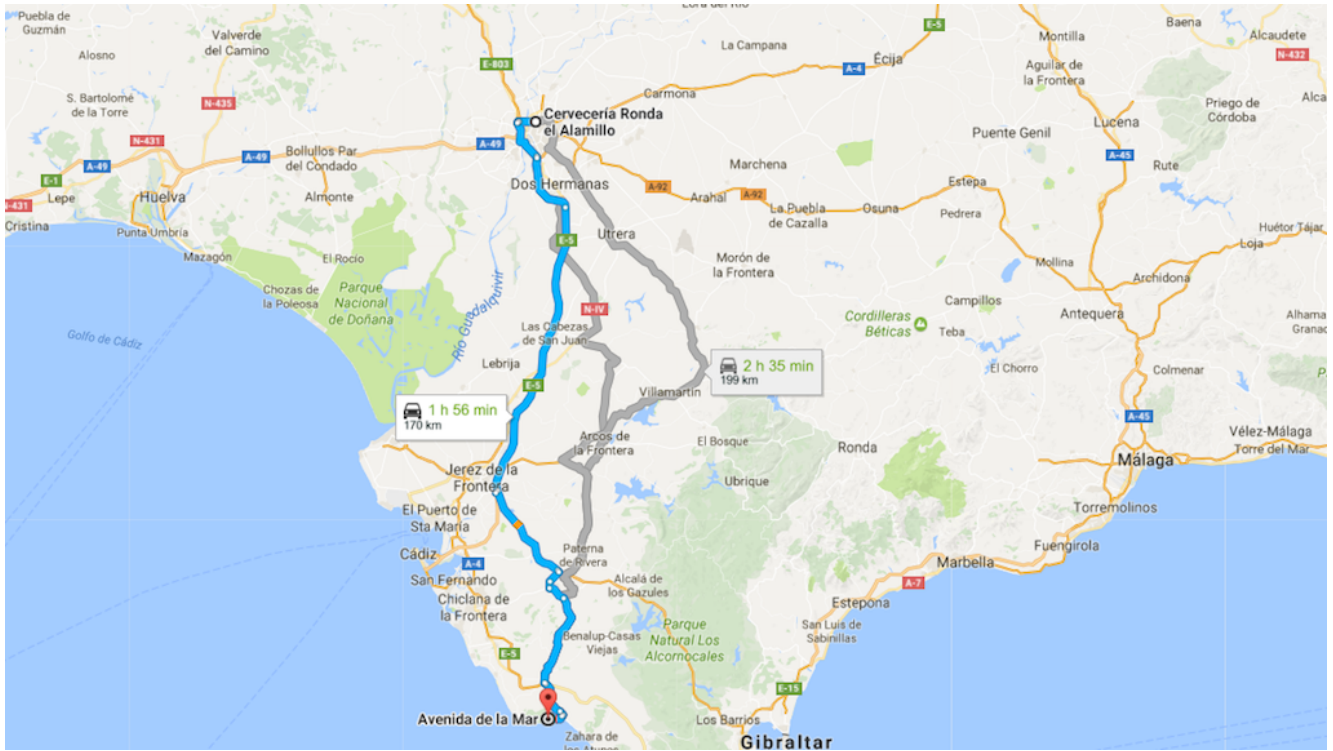 Lora del Río
Puebla de
Guzmán
Valverde
del Camino
Alosno
E-803
La Campana
Écija
E-5
Montilla
Baena
Alcaudete
N-432
Aguilar de
la Frontera
A-4
S. Bartolomé
de la Torre
N-435
Carmona
Cervecería Ronda
el Alamillo
Priego de
Córdoba
Lucena
Puente Genil
N-431
A-49
A-49
Bollullos Par
del Condado
A-49
Marchena
A-45
Rute
E-1
Lepe
Huelva
Almonte
Dos Hermanas
A-92
Arahal
A-92
Estepa
N-431
Cristina
Punta Umbría
La Puebla
de Cazalla
Osuna
Pedrera
Huétor Tájar
Loja
Utrera
E-5
Mazagón
El Rocío
Morón de
la Frontera
Mollina
Archidona
Chozas de
la Poleosa
Parque
Nacional
de Doñana
Río Guadalquivir
N-IV
Cordilleras
Béticas
Campillos
Teba
Antequera
Alhama
Granad
Golfo de Cádiz
Las Cabezas
de San Juan
Lebrija
E-5
2 h 35 min
199 km
El Chorro
Colmenar
Villamartin
1 h 56 min
170 km
A-45
Arcos de
la Frontera
El Bosque
Ronda
Vélez-Málaga
Torre del Mar
Málaga
Jerez de la
Frontera
Ubrique
El Puerto de
Sta María
Torremolinos
Fuengirola
Cádiz
A-4
Paterna
de Rivera
Marbella
San Fernando
Alcalá de
los Gazules
A-7
Chiclana de
la Frontera
Estepona
San Luis de
Sabinillas
Benalup-Casas
Viejas
Parque
Natural Los
Alcornocales
E-5
E-15
Avenida de la Mar
Los Barrios
Zahara de
los Atunes
Gibraltar